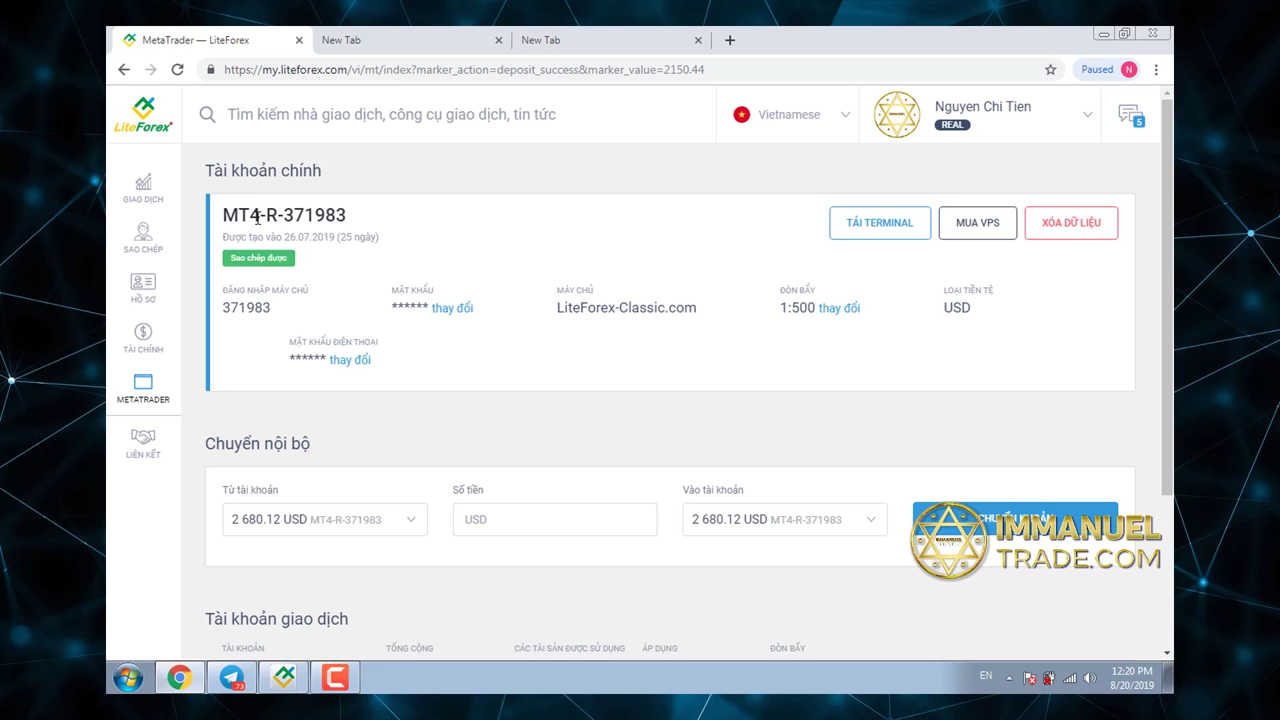 MetaTrader — LiteForex
New Tab
New Tab
https://my.liteforex.com/vi/mt/index?marker_action=deposit_success&marker_value=2150.44
Paused N
LiteForex
Tìm kiếm nhà giao dịch, công cụ giao dịch, tin tức
Vietnamese
Nguyen Chi Tien
REAL
5
GIAO DỊCH
SAO CHÉP
HỒ SƠ
TÀI CHÍNH
METATRADER
LIÊN KẾT
Tài khoản chính
MT4-R-371983
Được tạo vào 26.07.2019 (25 ngày)
Sao chép được
TẢI TERMINAL
MUA VPS
XÓA DỮ LIỆU
ĐĂNG NHẬP MÁY CHỦ
371983
MẬT KHẨU
****** thay đổi
MÁY CHỦ
LiteForex-Classic.com
ĐÒN BẨY
1:500 thay đổi
LOẠI TIỀN TỆ
USD
MẬT KHẨU ĐIỆN THOẠI
****** thay đổi
Chuyển nội bộ
Từ tài khoản
2 680.12 USD MT4-R-371983
Số tiền
USD
Vào tài khoản
2 680.12 USD MT4-R-371983
IMMANUEL
TRADE.COM
Tài khoản giao dịch
TÀI KHOẢN
TỔNG CỘNG
CÁC TÀI SẢN ĐƯỢC SỬ DỤNG
ÁP DỤNG
ĐÒN BẨY
73
EN
12:20 PM
8/20/2019